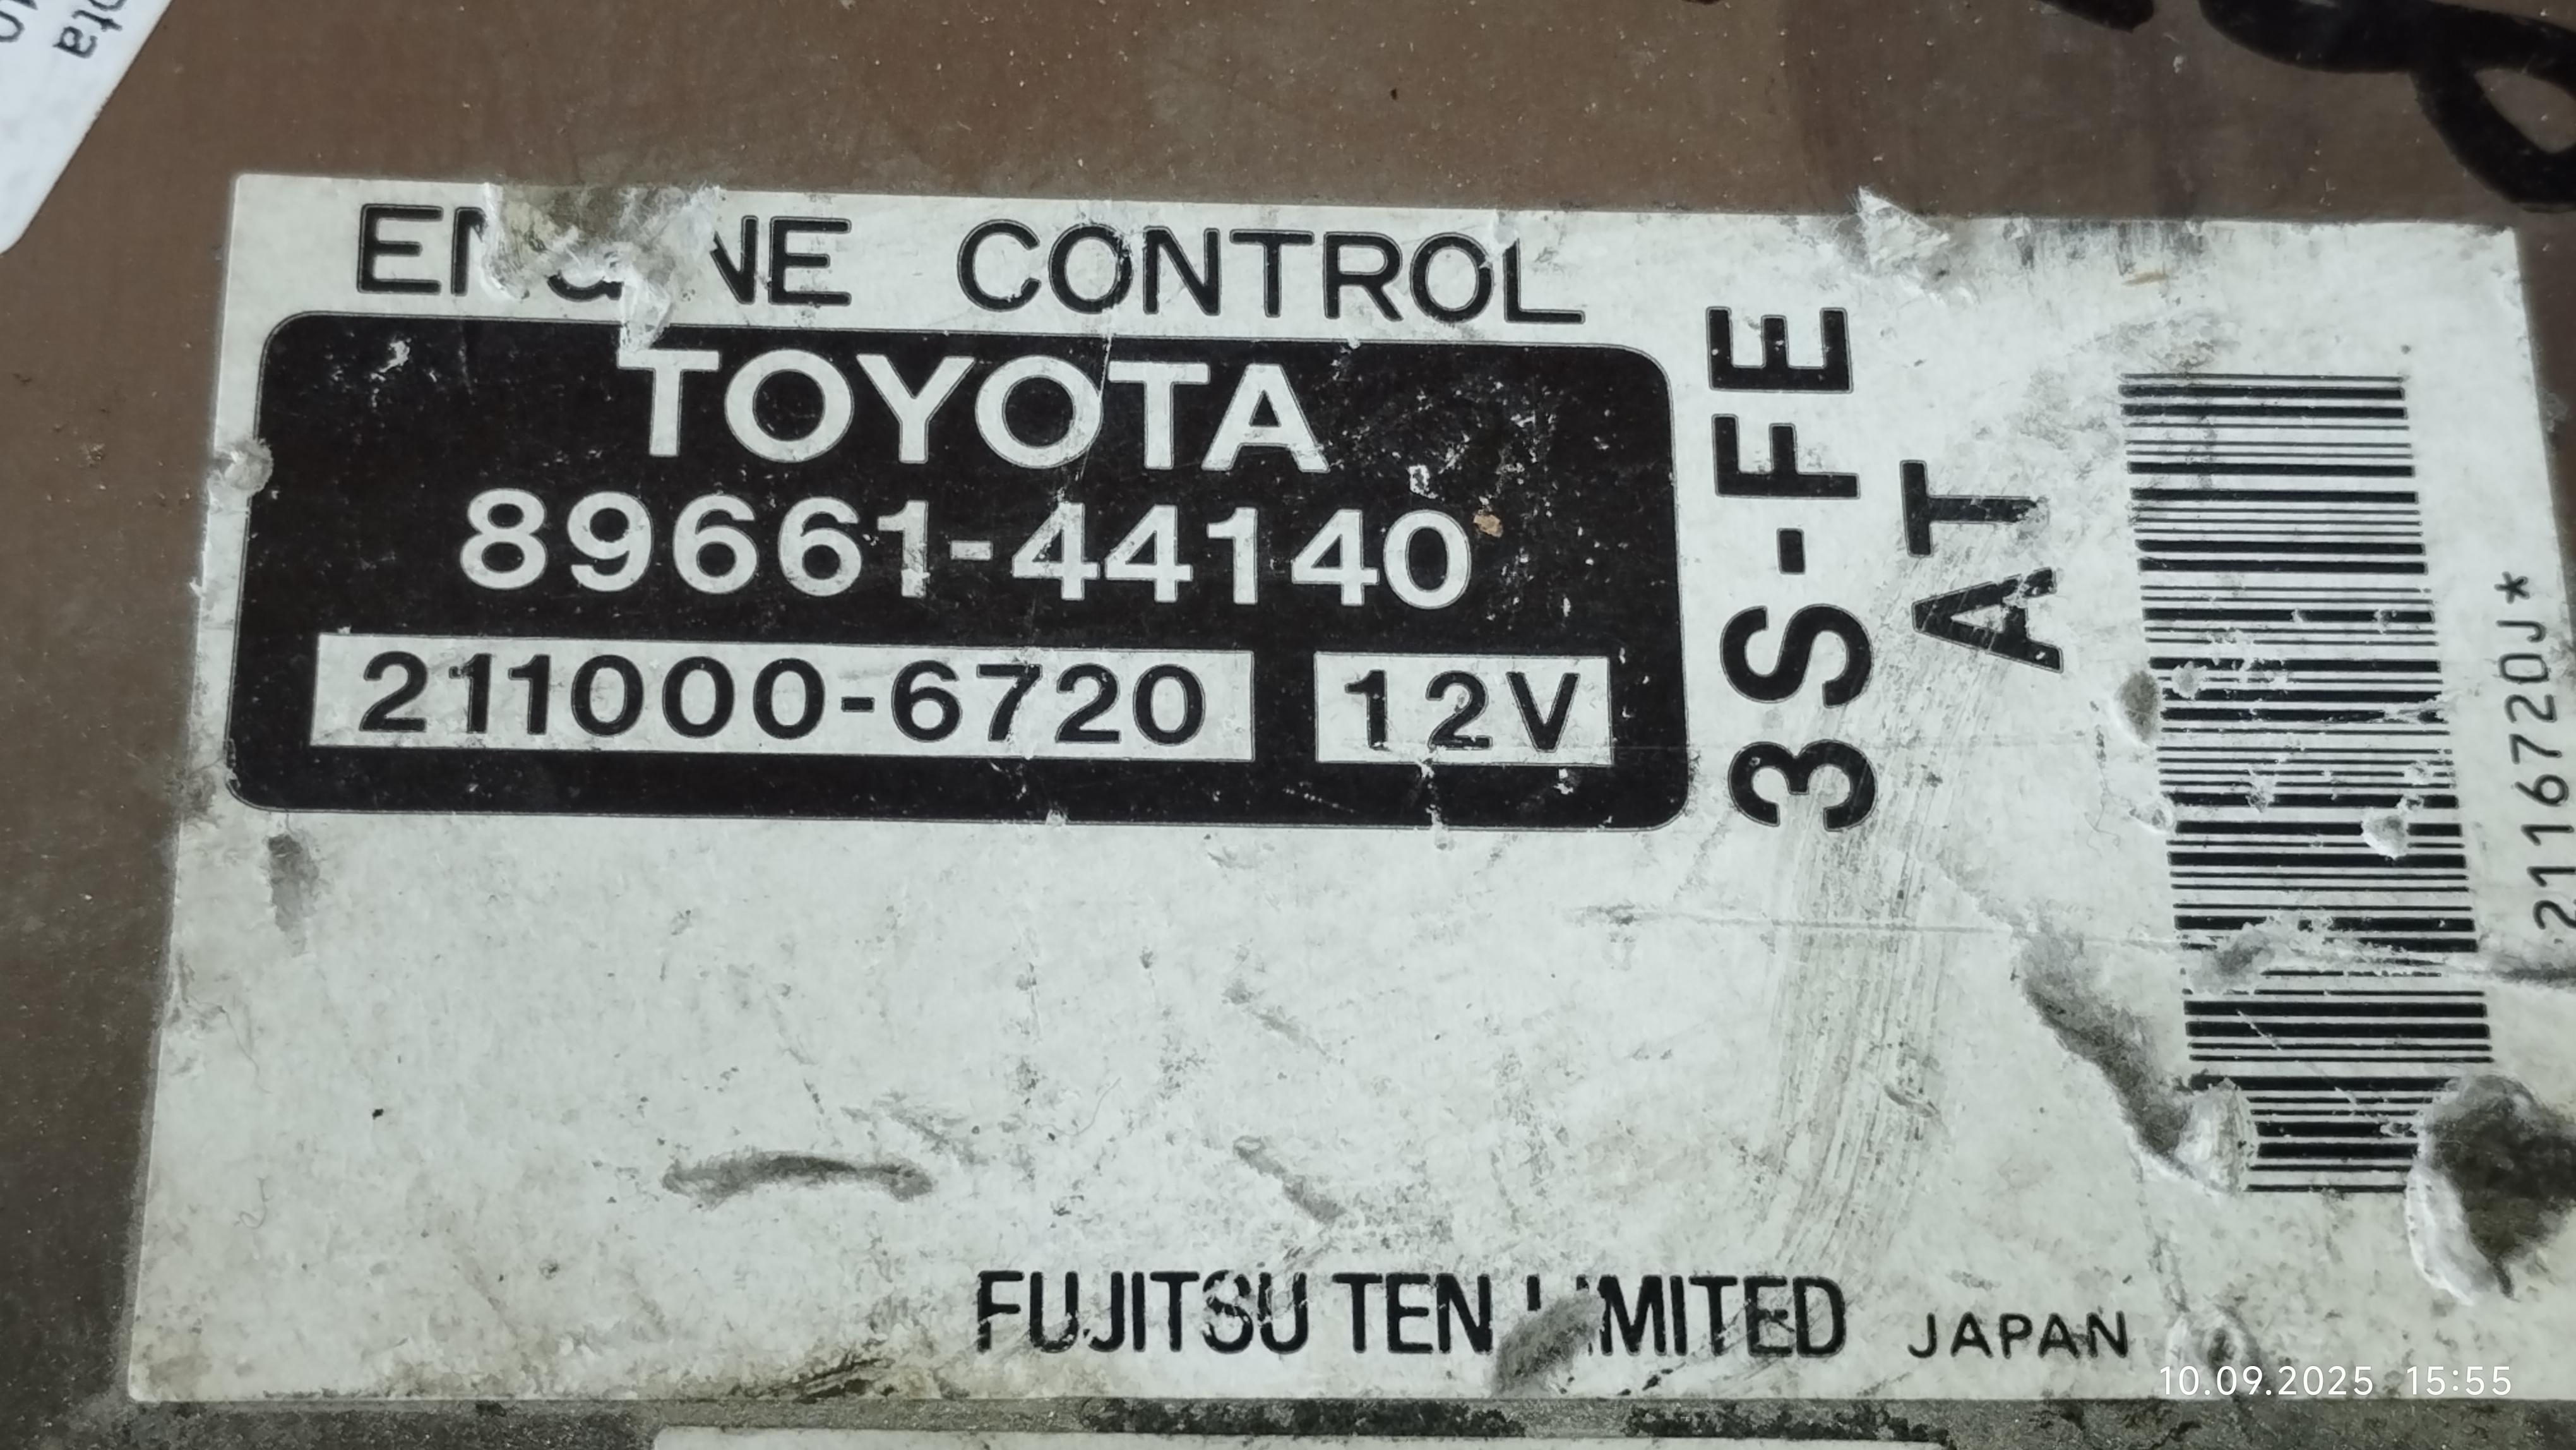 ota
ENGINE CONTROL
TOYOTA
89661-44140
211000-6720 12V
3S-FE
AT
2116720J*
FUJITSU TEN LIMITED JAPAN
10.09.2025 15:55